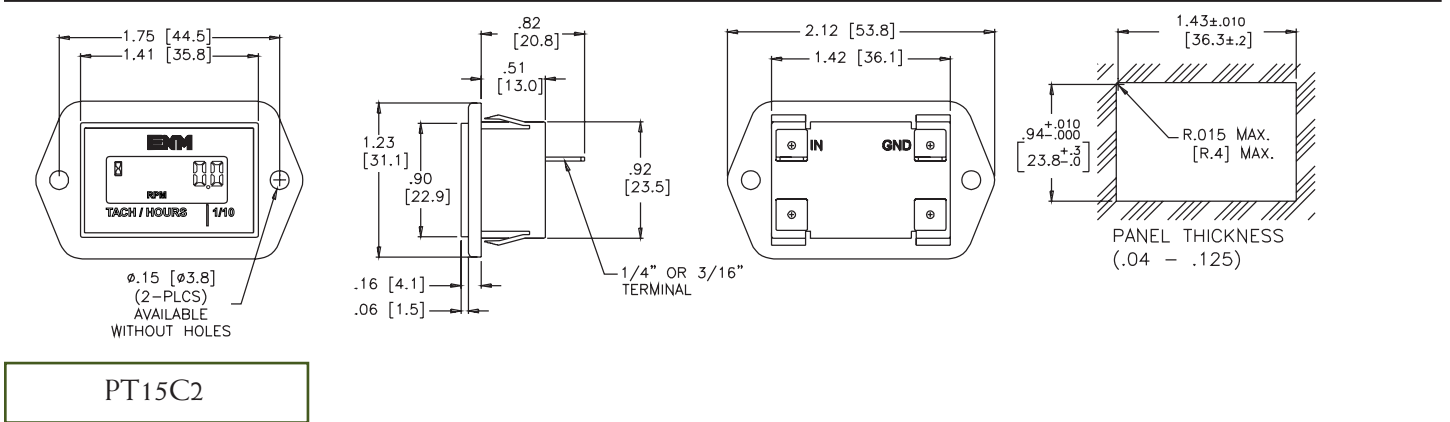 1.75 [44.5]
1.41 [35.8]
ENM
8 0.0
RPM
TACH / HOURS 1/10
ø.15 [ø3.8]
(2-PLCS)
AVAILABLE
WITHOUT HOLES
.82
[20.8]
.51
[13.0]
1.23
[31.1]
.90
[22.9]
.92
[23.5]
.16 [4.1]
.06 [1.5]
1/4” OR 3/16”
TERMINAL
2.12 [53.8]
1.42 [36.1]
IN GND
1.43±.010
[36.3±.2]
.94+.010-.000
[23.8+.3-.0]
R.015 MAX.
[R.4] MAX.
PANEL THICKNESS
(.04 - .125)
PT15C2